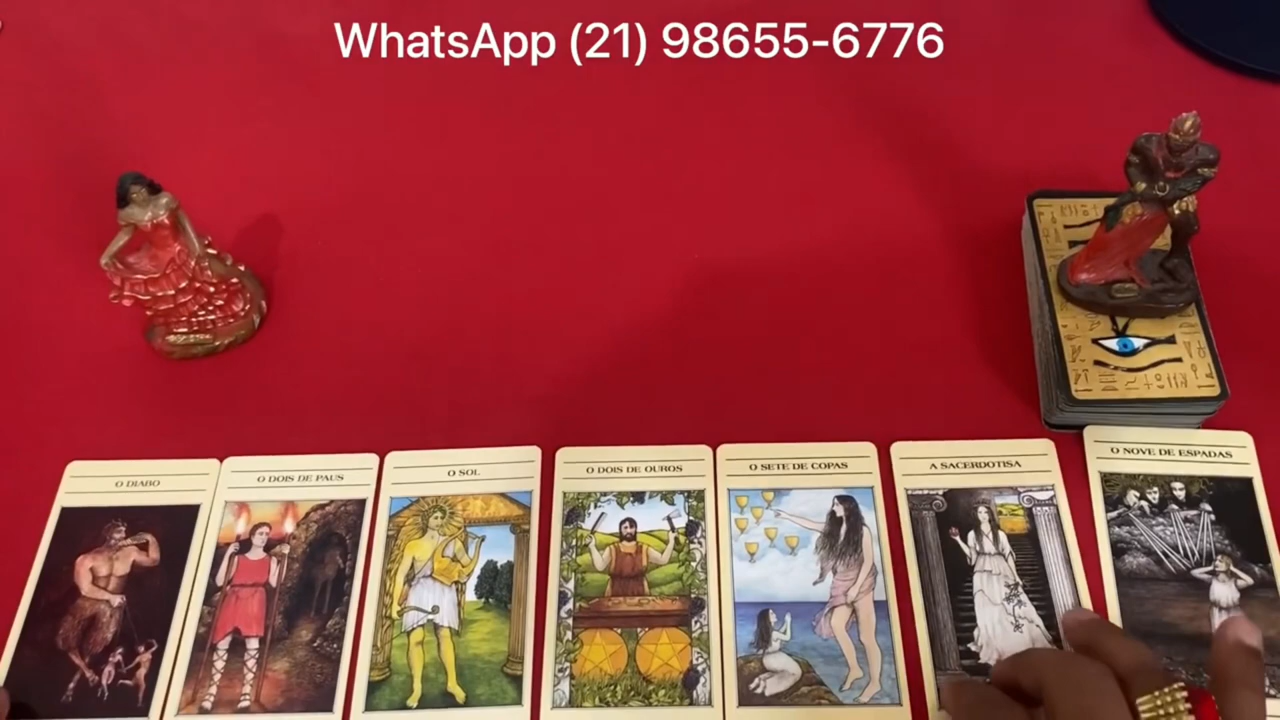 WhatsApp (21) 98655-6776
O DIABO
O DOIS DE PAUS
O SOL
O DOIS DE OUROS
O SETE DE COPAS
A SACERDOTISA
O NOVE DE ESPADAS